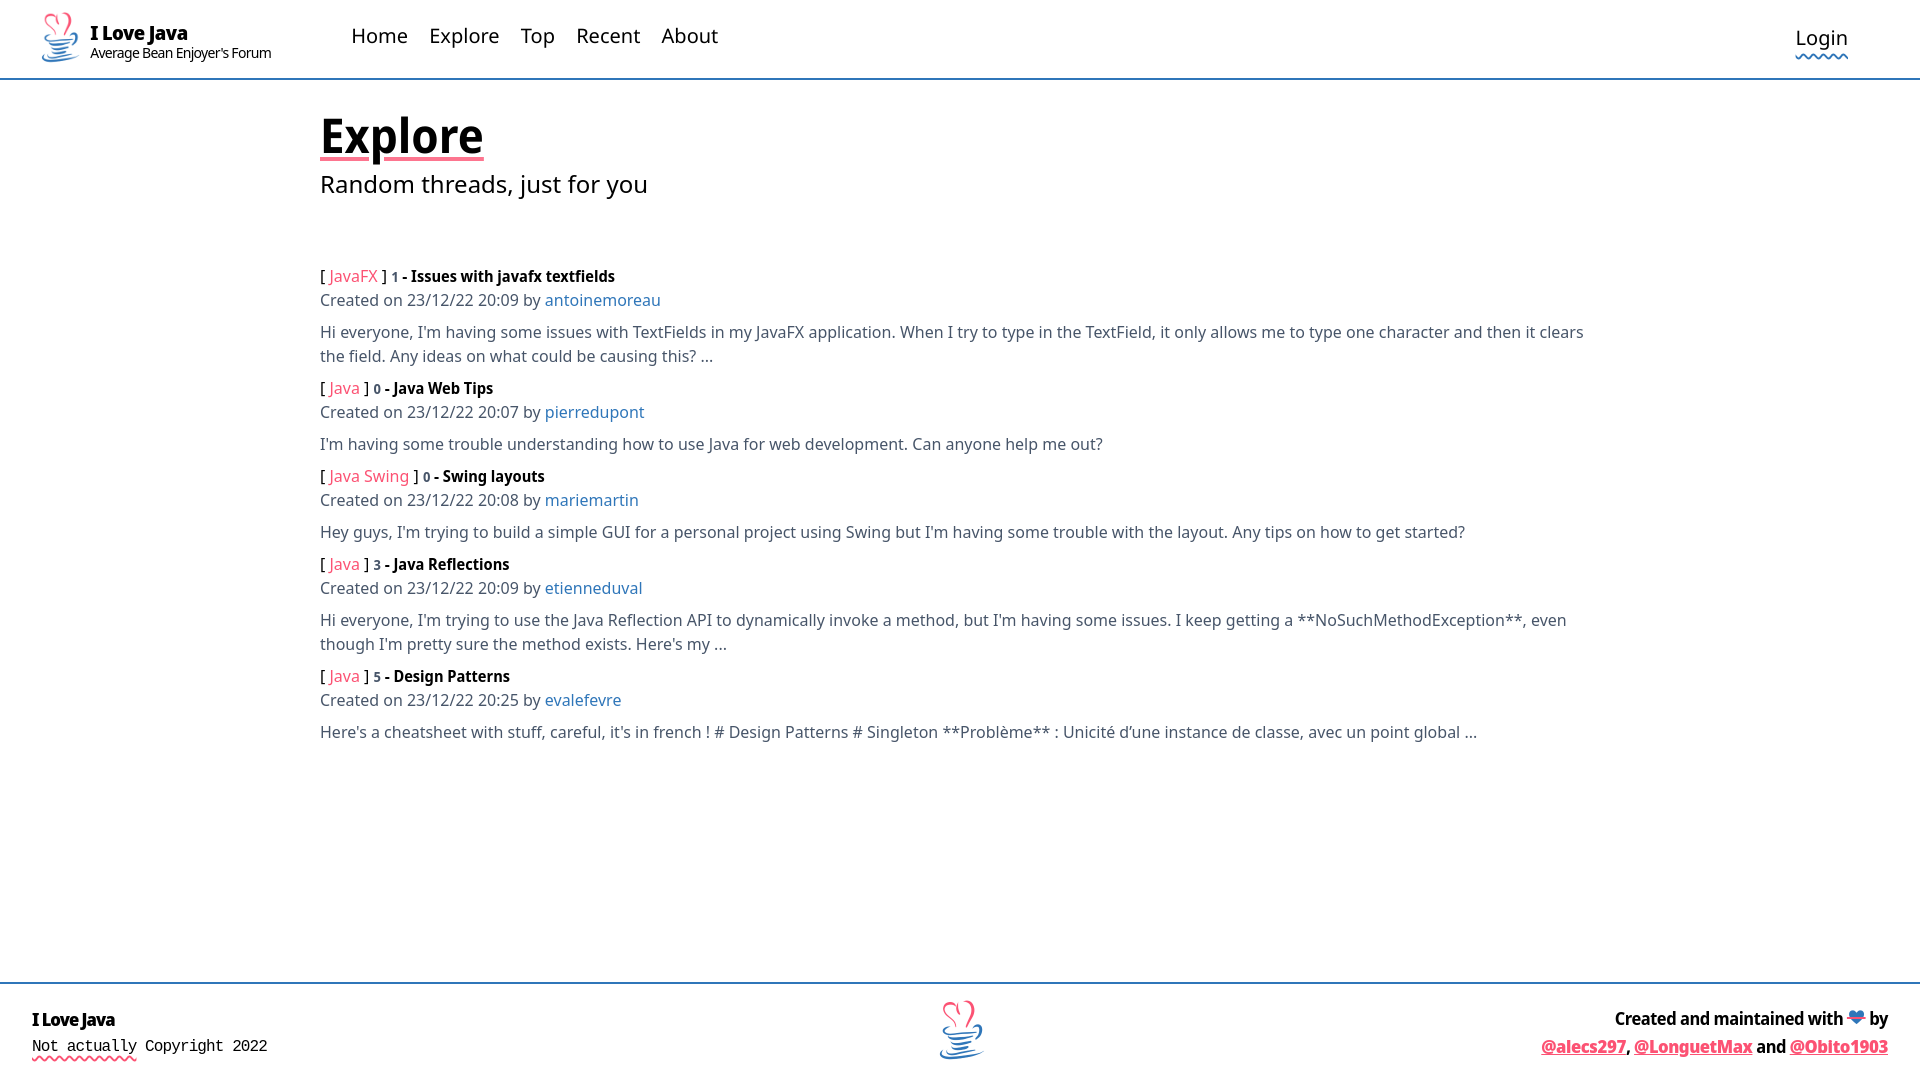 I Love Java
Average Bean Enjoyer's Forum
Home Explore Top Recent About
Login
Explore
Random threads, just for you
[ JavaFX ] 1 - Issues with javafx textfields
Created on 23/12/22 20:09 by antoinemoreau
Hi everyone, I'm having some issues with TextFields in my JavaFX application. When I try to type in the TextField, it only allows me to type one character and then it clears
the field. Any ideas on what could be causing this? ...
[ Java ] 0 - Java Web Tips
Created on 23/12/22 20:07 by pierredupont
I'm having some trouble understanding how to use Java for web development. Can anyone help me out?
[ Java Swing ] 0 - Swing layouts
Created on 23/12/22 20:08 by mariemartin
Hey guys, I'm trying to build a simple GUI for a personal project using Swing but I'm having some trouble with the layout. Any tips on how to get started?
[ Java ] 3 - Java Reflections
Created on 23/12/22 20:09 by etienneduval
Hi everyone, I'm trying to use the Java Reflection API to dynamically invoke a method, but I'm having some issues. I keep getting a **NoSuchMethodException**, even
though I'm pretty sure the method exists. Here's my ...
[ Java ] 5 - Design Patterns
Created on 23/12/22 20:25 by evalefevre
Here's a cheatsheet with stuff, careful, it's in french ! # Design Patterns # Singleton **Problème** : Unicité d’une instance de classe, avec un point global ...
I Love Java
Not actually Copyright 2022
Created and maintained with by
@alecs297, @LonguetMax and @Obito1903